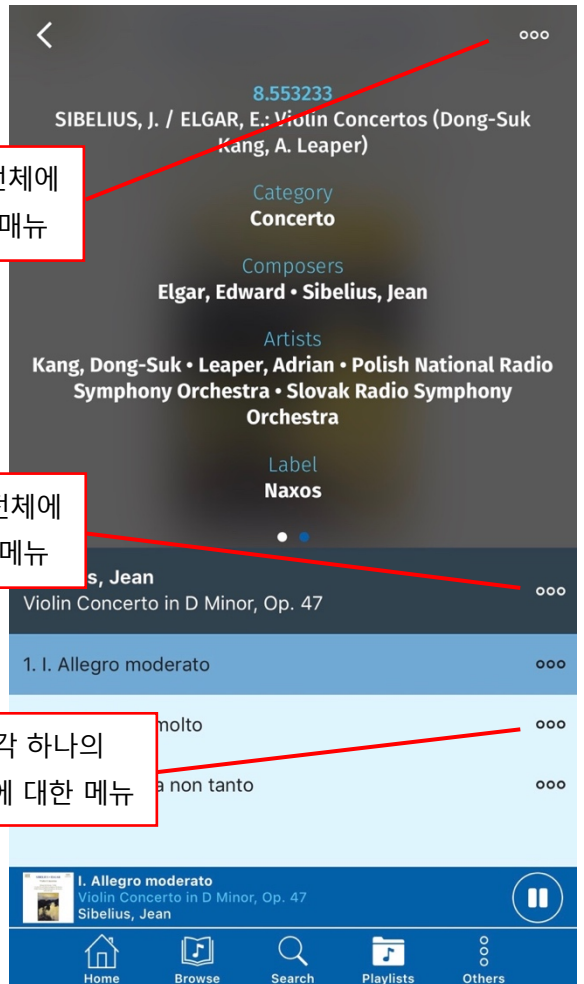 8.553233
SIBELIUS, J. / ELGAR, E.: Violin Concertos (Dong-Suk
Kang, A. Leaper)
전체에
메뉴
Category
Concerto
Composers
Elgar, Edward • Sibelius, Jean
Artists
Kang, Dong-Suk • Leaper, Adrian • Polish National Radio
Symphony Orchestra • Slovak Radio Symphony
Orchestra
Label
Naxos
전체에
메뉴
s, Jean
Violin Concerto in D Minor, Op. 47
1. I. Allegro moderato
molto
각 하나의
에 대한 메뉴
a non tanto
I. Allegro moderato
Violin Concerto in D Minor, Op. 47
Sibelius, Jean
Home Browse Search Playlists Others